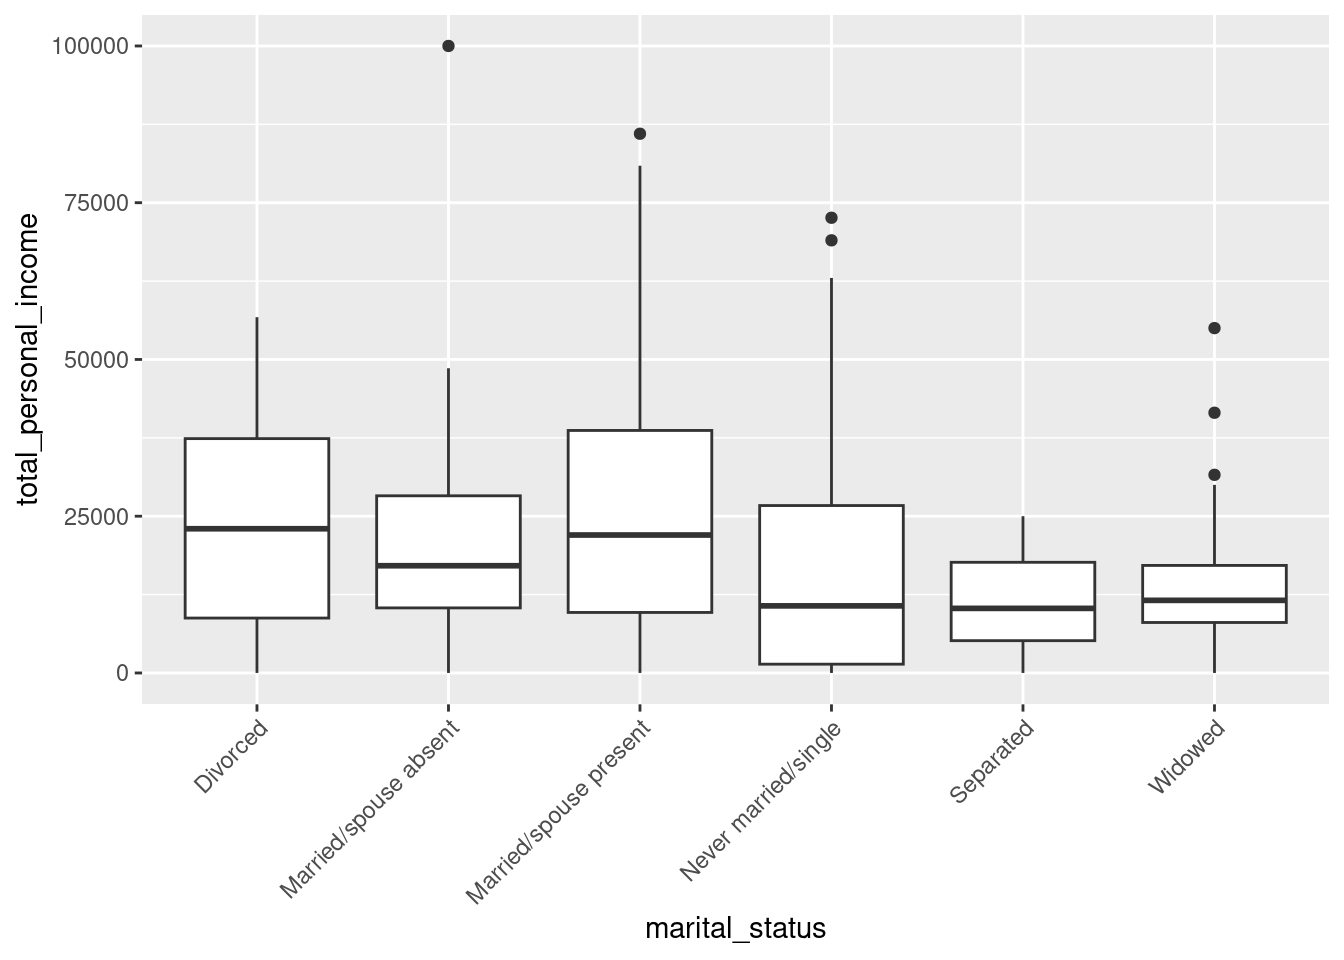 total_personal_income
100000
75000
50000
25000
0
Divorced
Married/spouse absent
Married/spouse present
Never married/single
Separated
Widowed
marital_status